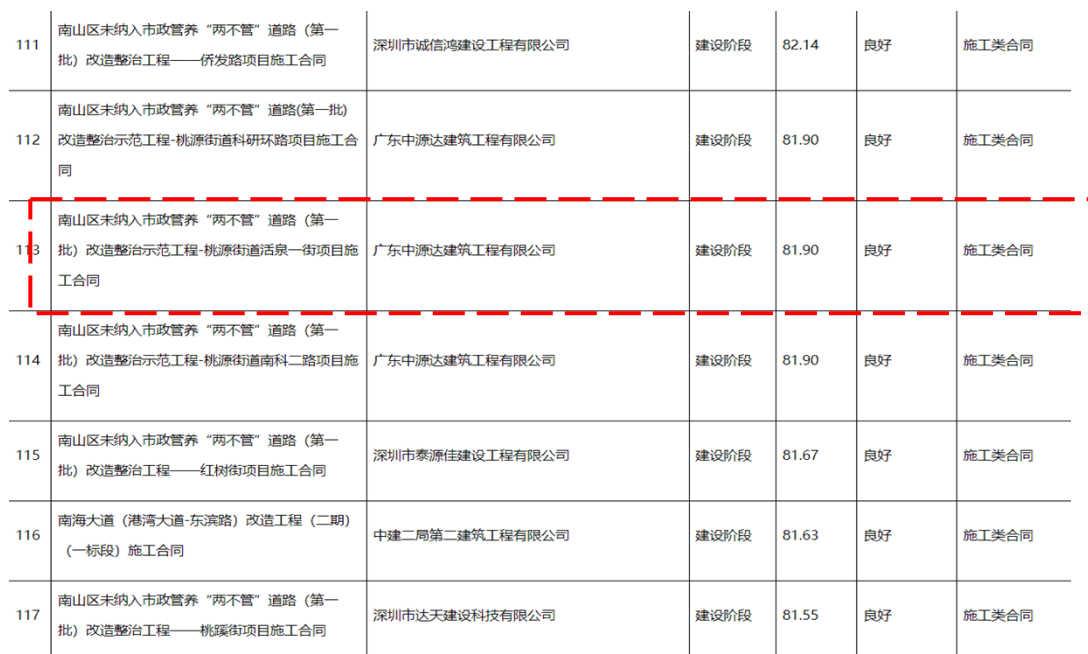 111
南山区未纳入市政管养“两不管”道路（第一
批）改造整治工程——侨发路项目施工合同
深圳市诚信鸿建设工程有限公司
建设阶段
82.14
良好
施工类合同
112
南山区未纳入市政管养“两不管”道路(第一批)
改造整治示范工程-桃源街道科研环路项目施工合
同
广东中源达建筑工程有限公司
建设阶段
81.90
良好
施工类合同
113
南山区未纳入市政管养“两不管”道路（第一
批）改造整治示范工程-桃源街道活泉一街项目施
工合同
广东中源达建筑工程有限公司
建设阶段
81.90
良好
施工类合同
114
南山区未纳入市政管养“两不管”道路（第一
批）改造整治示范工程-桃源街道南科二路项目施
工合同
广东中源达建筑工程有限公司
建设阶段
81.90
良好
施工类合同
115
南山区未纳入市政管养“两不管”道路（第一
批）改造整治工程——红树街项目施工合同
深圳市泰源佳建设工程有限公司
建设阶段
81.67
良好
施工类合同
116
南海大道（港湾大道-东滨路）改造工程（二期）
（一标段）施工合同
中建二局第二建筑工程有限公司
建设阶段
81.63
良好
施工类合同
117
南山区未纳入市政管养“两不管”道路（第一
批）改造整治工程——桃蹊街项目施工合同
深圳市达天建设科技有限公司
建设阶段
81.55
良好
施工类合同